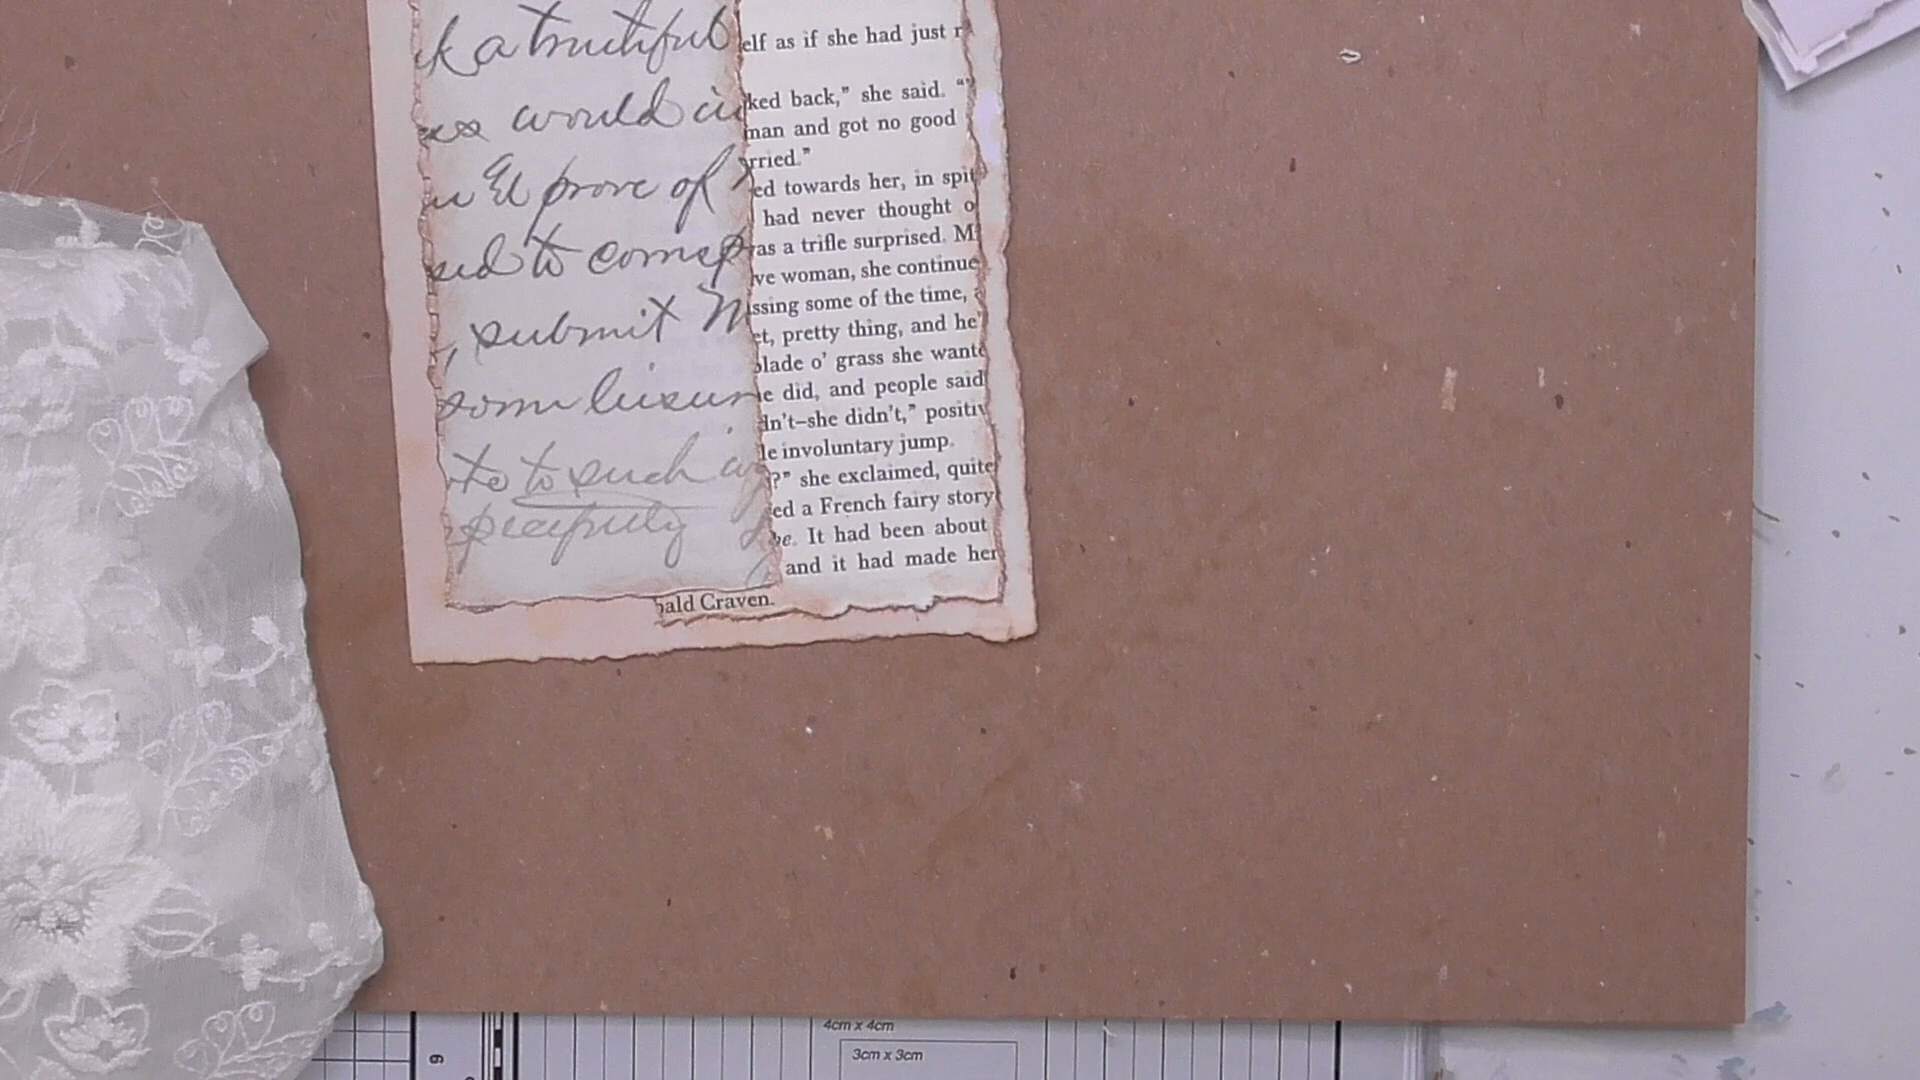 k a truthful
would
prove of
to
submit
some
to such
elf as if she had just r
ked back,” she said. “
man and got no good
rried.”
ed towards her, in spit
had never thought o
as a trifle surprised. M
ve woman, she continue
ssing some of the time, a
et, pretty thing, and he'
blade o’ grass she wante
e did, and people said
dn’t–she didn’t,” positiv
le involuntary jump.
?” she exclaimed, quite
ed a French fairy story
be. It had been about
and it had made her
bald Craven.
4cm x 4cm
3cm x 3cm
6